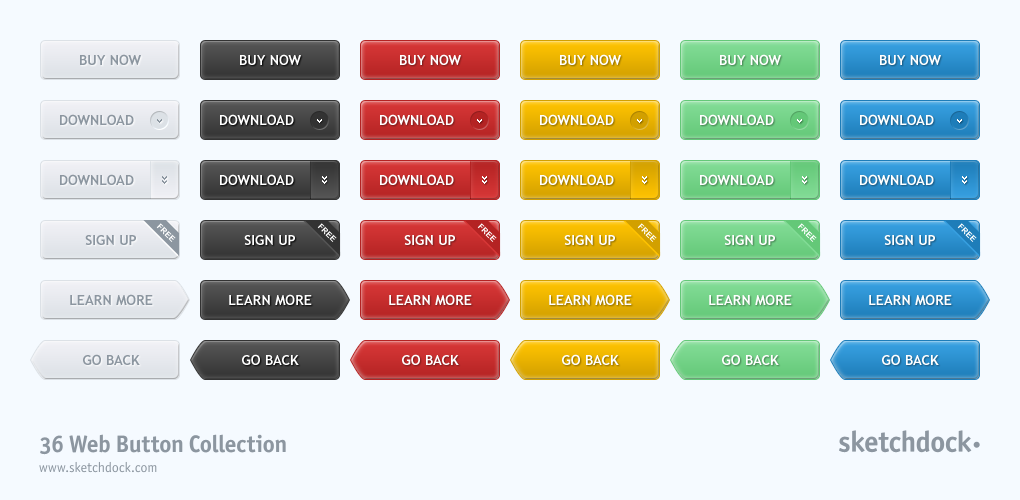 BUY NOW BUY NOW BUY NOW BUY NOW BUY NOW BUY NOW
DOWNLOAD DOWNLOAD DOWNLOAD DOWNLOAD DOWNLOAD DOWNLOAD
DOWNLOAD DOWNLOAD DOWNLOAD DOWNLOAD DOWNLOAD DOWNLOAD
SIGN UP FREE SIGN UP FREE SIGN UP FREE SIGN UP FREE SIGN UP FREE SIGN UP FREE
LEARN MORE LEARN MORE LEARN MORE LEARN MORE LEARN MORE LEARN MORE
GO BACK GO BACK GO BACK GO BACK GO BACK GO BACK
36 Web Button Collection
www.sketchdock.com
sketchdock•